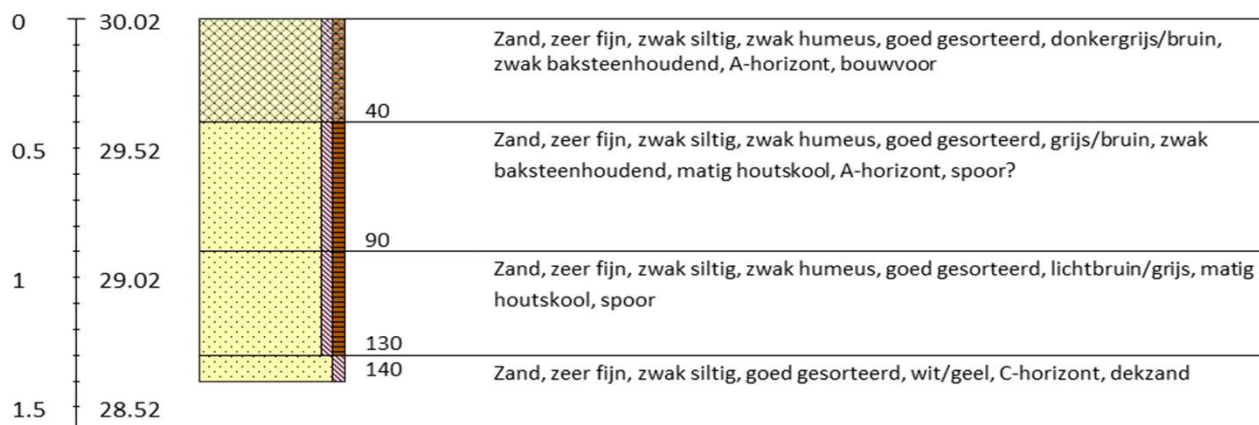 0 30.02
Zand, zeer fijn, zwak siltig, zwak humeus, goed gesorteerd, donkergrijs/bruin,
zwak baksteenhoudend, A-horizont, bouwvoor
40
0.5 29.52
Zand, zeer fijn, zwak siltig, zwak humeus, goed gesorteerd, grijs/bruin, zwak
baksteenhoudend, matig houtskool, A-horizont, spoor?
90
1 29.02
Zand, zeer fijn, zwak siltig, zwak humeus, goed gesorteerd, lichtbruin/grijs, matig
houtskool, spoor
130
140
Zand, zeer fijn, zwak siltig, goed gesorteerd, wit/geel, C-horizont, dekzand
1.5 28.52